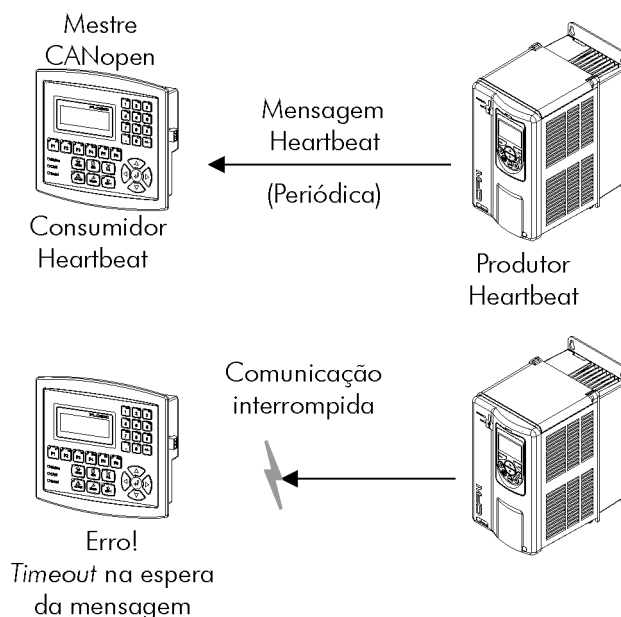 Mestre
CANopen
Mensagem
Heartbeat
(Periódica)
Consumidor
Heartbeat
Produtor
Heartbeat
Comunicação
interrompida
Erro!
Timeout na espera
da mensagem